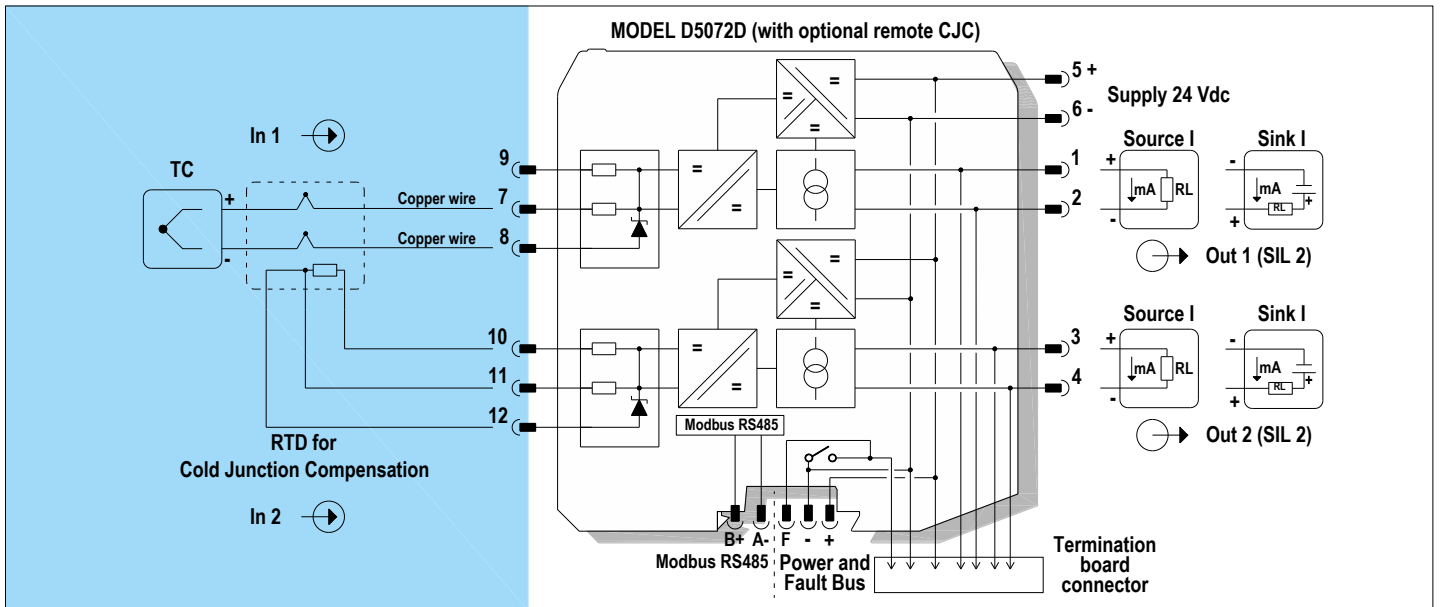 MODEL D5072D (with optional remote CJC)
5 +
Supply 24 Vdc
6 -
In 1
TC
+
-
Copper wire
Copper wire
9
7
8
=
=
=
=
=
1
2
Source I
Sink I
+
mA
RL
-
-
mA
RL
+
+
Out 1 (SIL 2)
=
=
=
=
=
10
11
12
3
4
Source I
Sink I
+
mA
RL
-
-
mA
RL
+
+
Out 2 (SIL 2)
Modbus RS485
RTD for
Cold Junction Compensation
In 2
B+ A- F - +
Modbus RS485
Power and
Fault Bus
Termination
board
connector